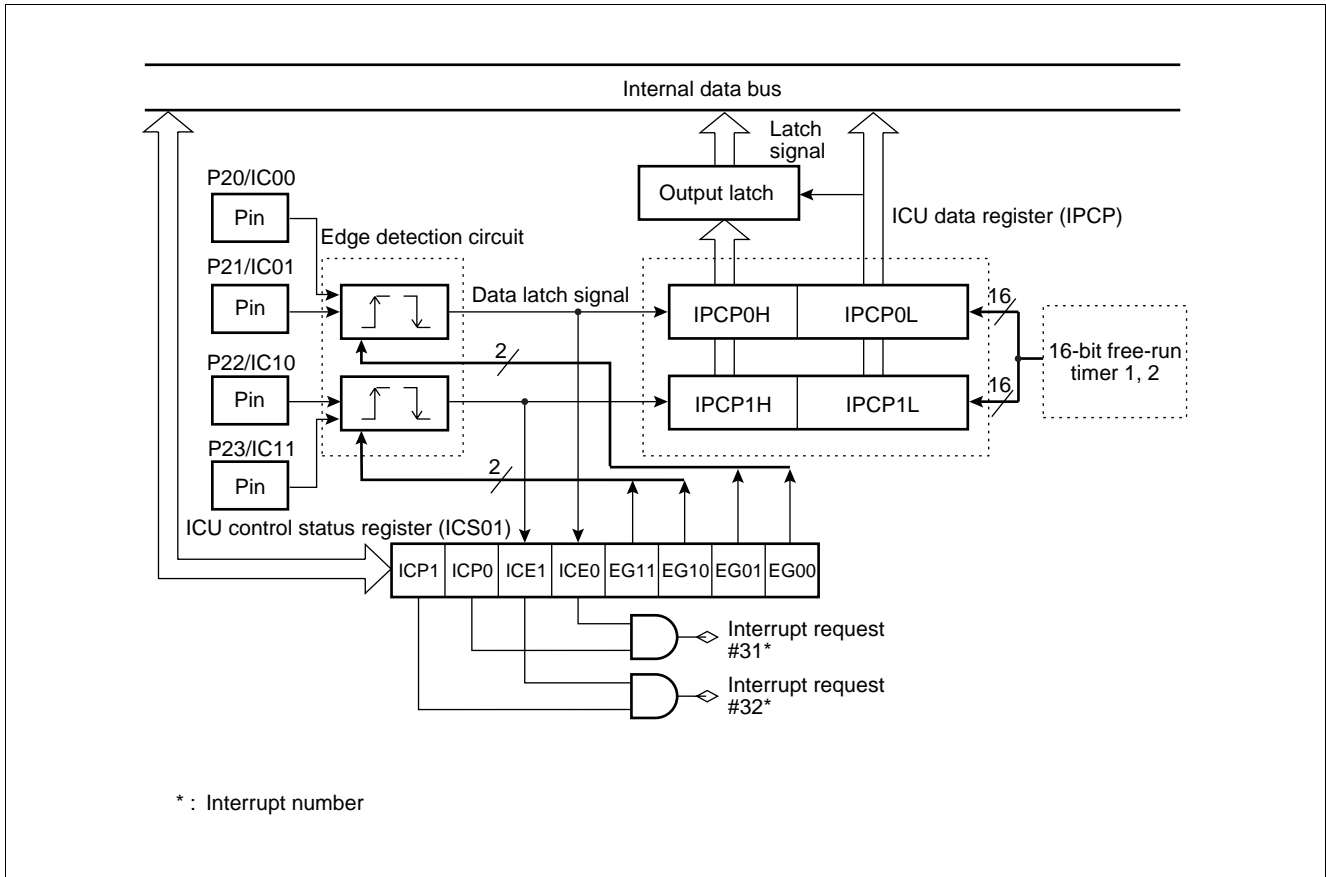 Internal data bus
Latch
signal
P20/IC00
Pin
Output latch
ICU data register (IPCP)
Edge detection circuit
P21/IC01
Pin
Data latch signal
IPCP0H
IPCP0L
16
2
16-bit free-run
timer 1, 2
P22/IC10
Pin
IPCP1H
IPCP1L
16
P23/IC11
Pin
2
ICU control status register (ICS01)
ICP1 ICP0 ICE1 ICE0 EG11 EG10 EG01 EG00
Interrupt request
#31*
Interrupt request
#32*
* : Interrupt number